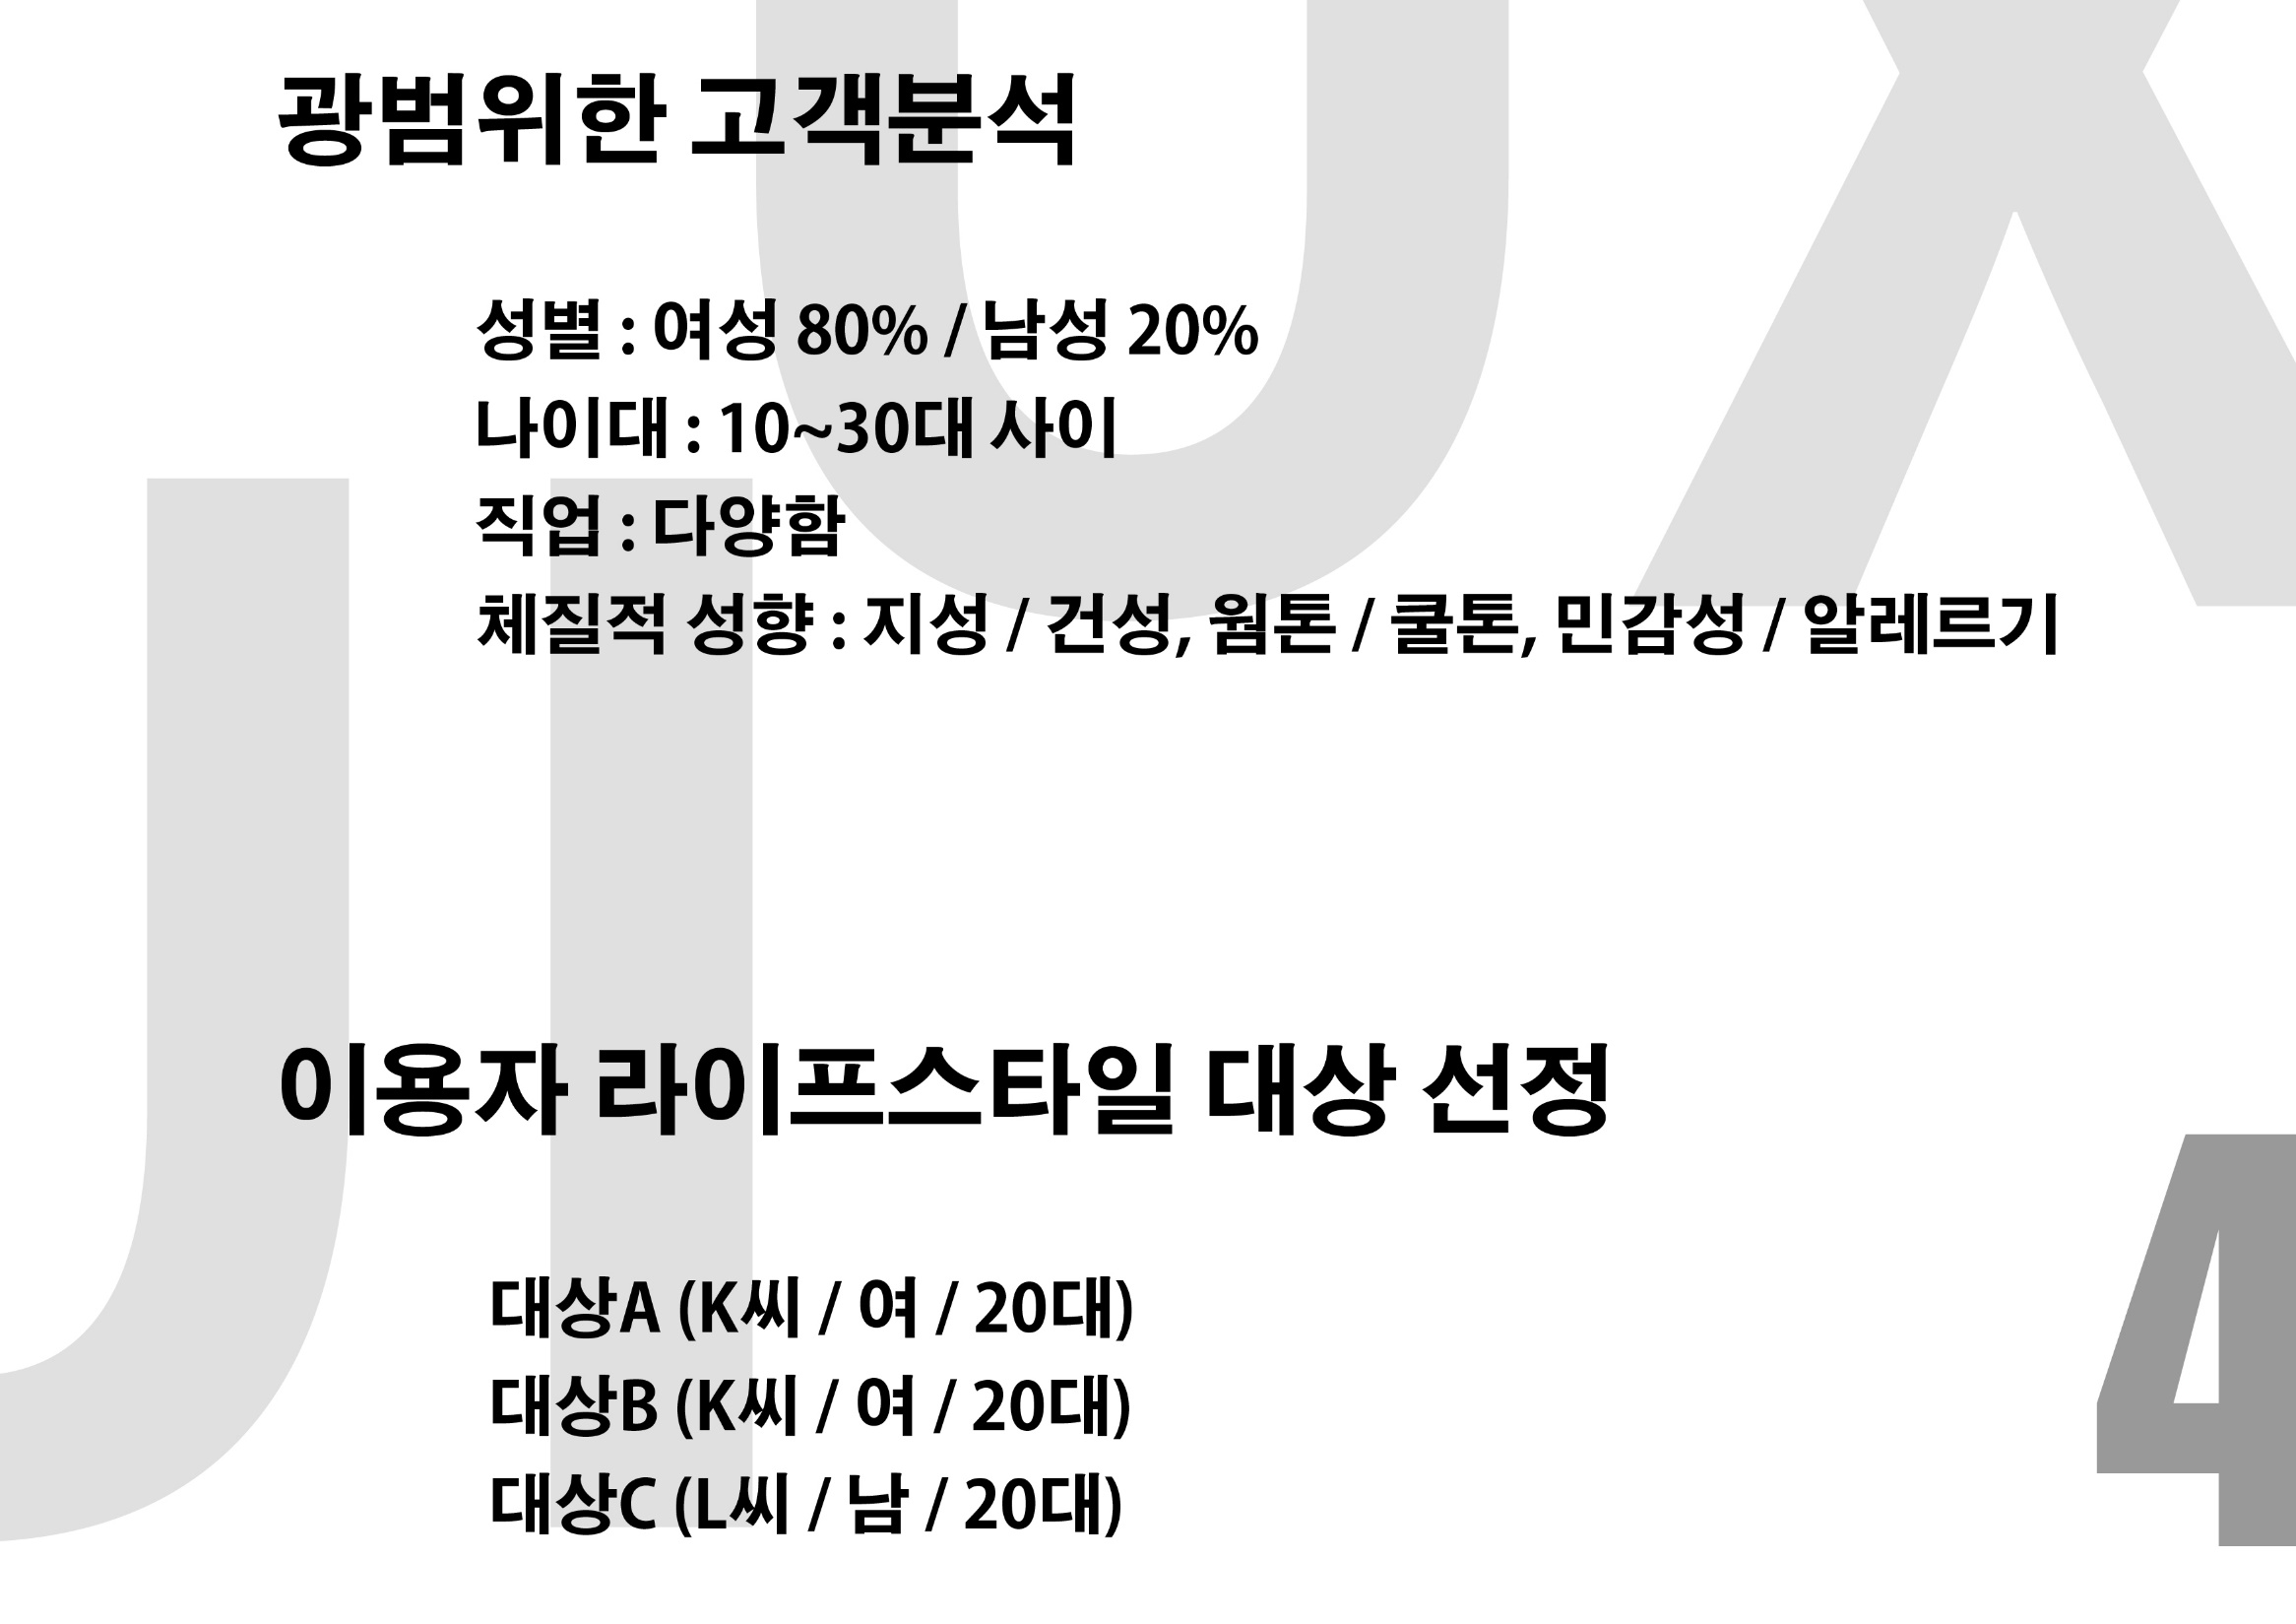 광범위한 고객분석
성별 : 여성 80% / 남성 20%
나이대 : 10~30대 사이
직업 : 다양함
체질적 성향 : 지성 / 건성, 웜톤 / 쿨톤, 민감성 / 알레르기
이용자 라이프스타일 대상 선정
대상A (K씨 / 여 / 20대)
대상B (K씨 / 여 / 20대)
대상C (L씨 / 남 / 20대)
UX
UI
4